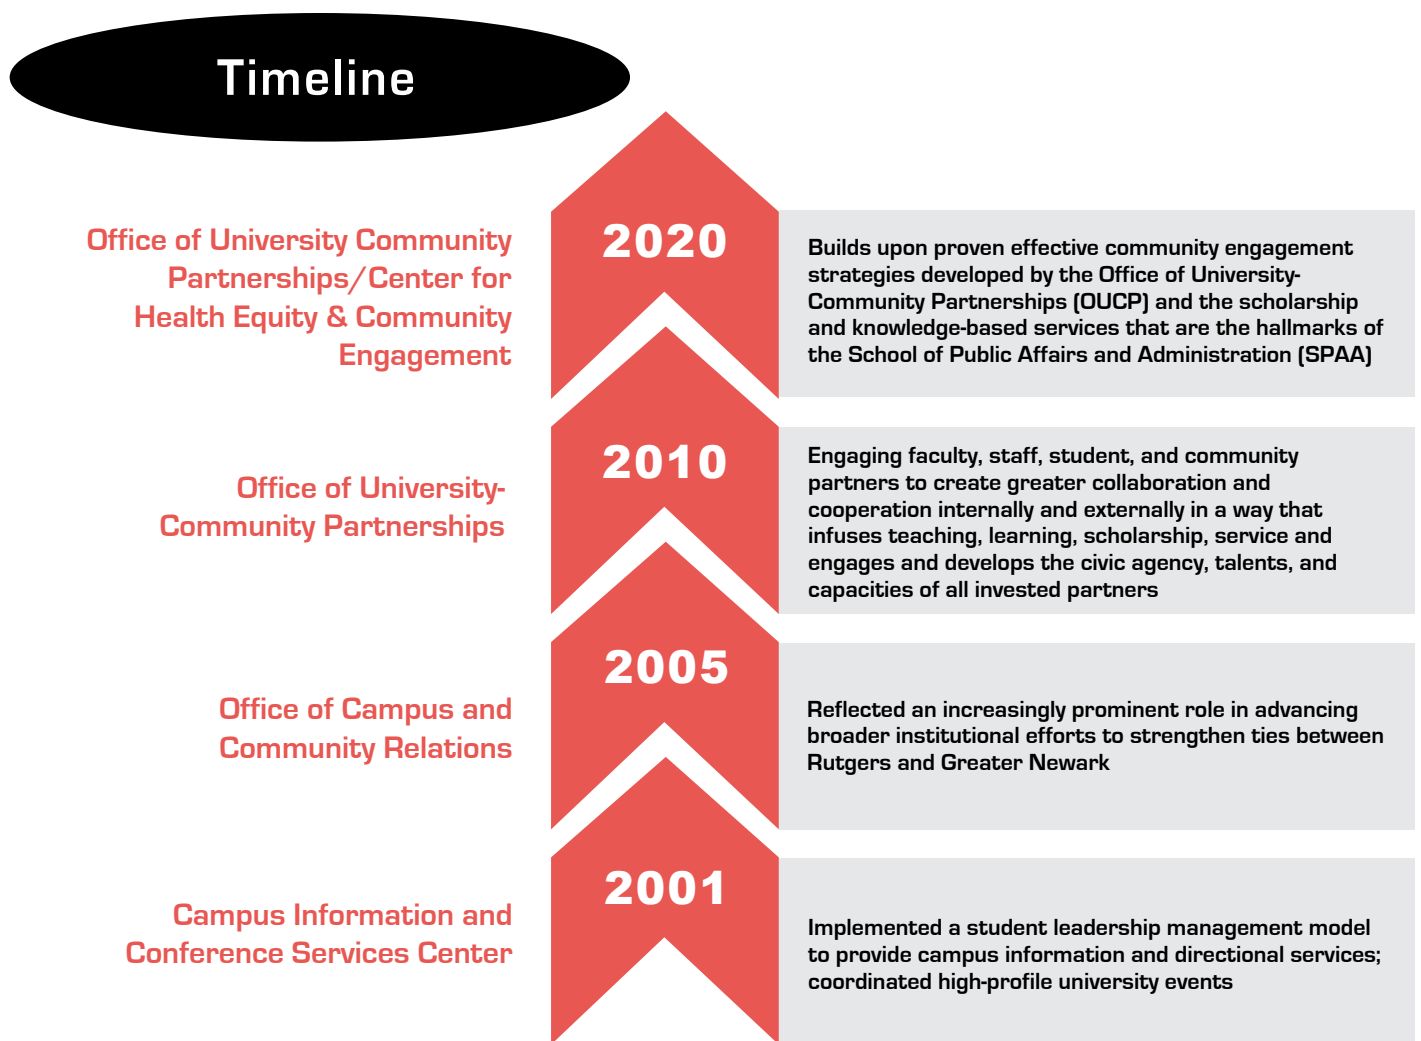 Timeline
Office of University Community
Partnerships/Center for
Health Equity & Community
Engagement
2020
Builds upon proven effective community engagement
strategies developed by the Office of University-
Community Partnerships (OUCP) and the scholarship
and knowledge-based services that are the hallmarks of
the School of Public Affairs and Administration (SPAA)
Office of University-
Community Partnerships
2010
Engaging faculty, staff, student, and community
partners to create greater collaboration and
cooperation internally and externally in a way that
infuses teaching, learning, scholarship, service and
engages and develops the civic agency, talents, and
capacities of all invested partners
Office of Campus and
Community Relations
2005
Reflected an increasingly prominent role in advancing
broader institutional efforts to strengthen ties between
Rutgers and Greater Newark
Campus Information and
Conference Services Center
2001
Implemented a student leadership management model
to provide campus information and directional services;
coordinated high-profile university events